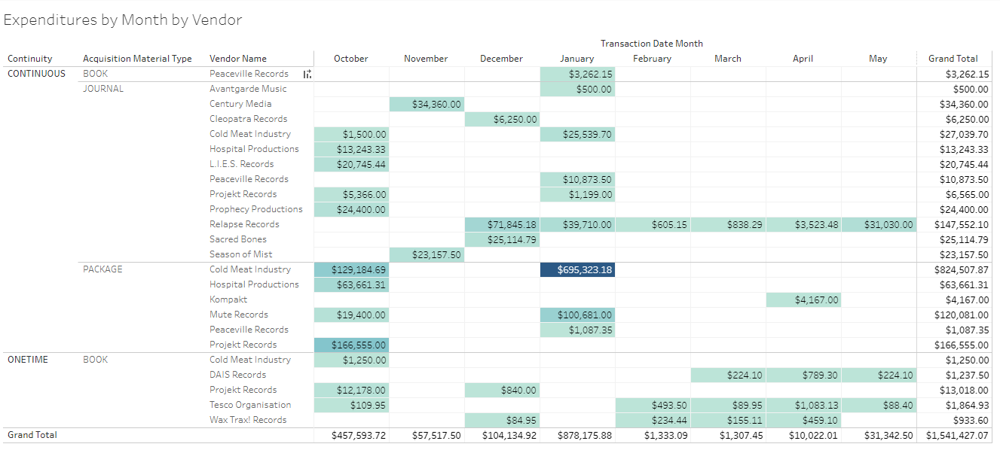 Expenditures by Month by Vendor
Transaction Date Month
Continuity Acquisition Material Type Vendor Name October November December January February March April May Grand Total
CONTINUOUS BOOK Peaceville Records $3,262.15 $3,262.15
JOURNAL Avantgarde Music $500.00 $500.00
Century Media $34,360.00 $34,360.00
Cleopatra Records $6,250.00 $6,250.00
Cold Meat Industry $1,500.00 $25,539.70 $27,039.70
Hospital Productions $13,243.33 $13,243.33
L.I.E.S. Records $20,745.44 $20,745.44
Peaceville Records $10,873.50 $10,873.50
Projekt Records $5,366.00 $1,199.00 $6,565.00
Prophecy Productions $24,400.00 $24,400.00
Relapse Records $71,845.18 $39,710.00 $605.15 $838.29 $3,523.48 $31,030.00 $147,552.10
Sacred Bones $25,114.79 $25,114.79
Season of Mist $23,157.50 $23,157.50
PACKAGE Cold Meat Industry $129,184.69 $695,323.18 $824,507.87
Hospital Productions $63,661.31 $63,661.31
Kompakt $4,167.00 $4,167.00
Mute Records $19,400.00 $100,681.00 $120,081.00
Peaceville Records $1,087.35 $1,087.35
Projekt Records $166,555.00 $166,555.00
ONETIME BOOK Cold Meat Industry $1,250.00 $1,250.00
DAIS Records $224.10 $789.30 $224.10 $1,237.50
Projekt Records $12,178.00 $840.00 $13,018.00
Tesco Organisation $109.95 $493.50 $89.95 $1,083.13 $88.40 $1,864.93
Wax Trax! Records $84.95 $234.44 $155.11 $459.10 $933.60
Grand Total $457,593.72 $57,517.50 $104,134.92 $878,175.88 $1,333.09 $1,307.45 $10,022.01 $31,342.50 $1,541,427.07